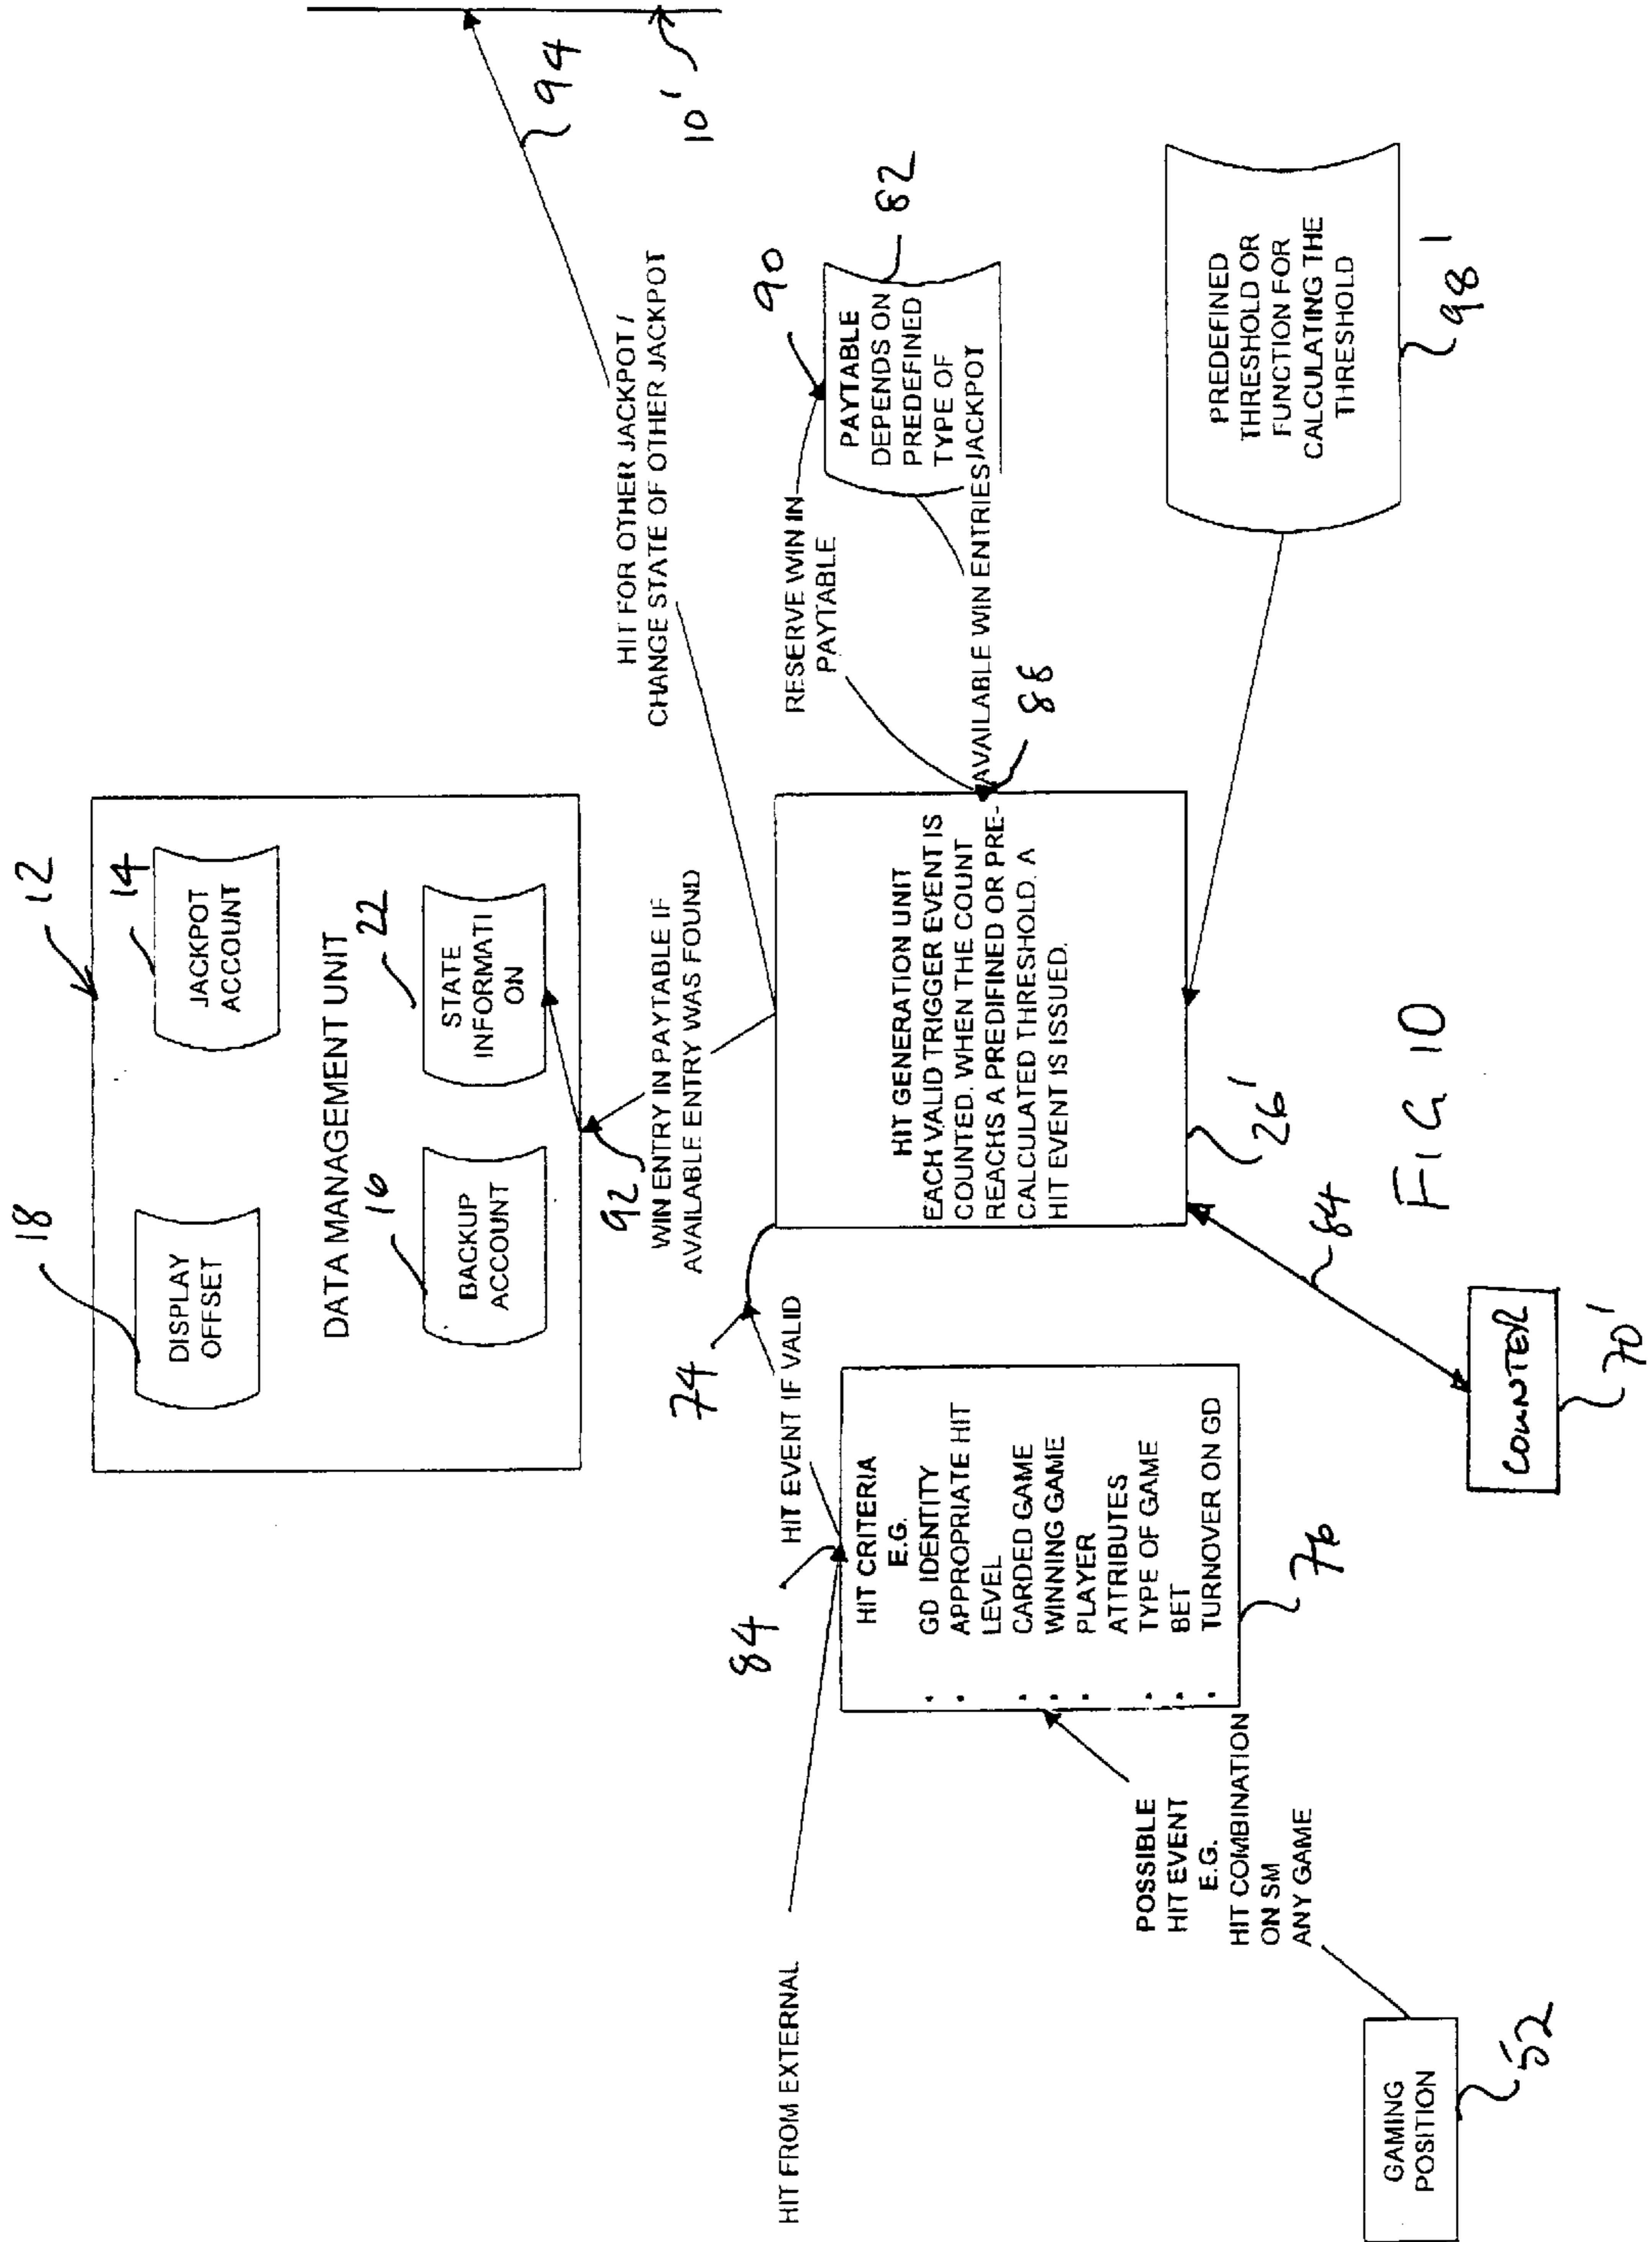 18
12
DISPLAY
OFFSET
14
JACKPOT
ACCOUNT
DATA MANAGEMENT UNIT
16
BACKUP
ACCOUNT
22
STATE
INFORMATI
ON
94
10'
HIT FOR OTHER JACKPOT /
CHANGE STATE OF OTHER JACKPOT
92
WIN ENTRY IN PAYTABLE IF
AVAILABLE ENTRY WAS FOUND
RESERVE WIN IN
PAYTABLE
90
82
PAYTABLE
DEPENDS ON
PREDEFINED
TYPE OF
JACKPOT
AVAILABLE WIN ENTRIES
88
HIT FROM EXTERNAL
84
HIT EVENT IF VALID
74
HIT GENERATION UNIT
EACH VALID TRIGGER EVENT IS
COUNTED. WHEN THE COUNT
REACHS A PREDIFINED OR PRE-
CALCULATED THRESHOLD. A
HIT EVENT IS ISSUED.
26'
HIT CRITERIA
E.G.
• GD IDENTITY
• APPROPRIATE HIT
LEVEL
• CARDED GAME
• WINNING GAME
• PLAYER
ATTRIBUTES
• TYPE OF GAME
• BET
• TURNOVER ON GD
76
POSSIBLE
HIT EVENT
E.G.
HIT COMBINATION
ON SM
ANY GAME
GAMING
POSITION
52
84
COUNTER
70'
PREDEFINED
THRESHOLD OR
FUNCTION FOR
CALCULATING THE
THRESHOLD
98'
FIG 10